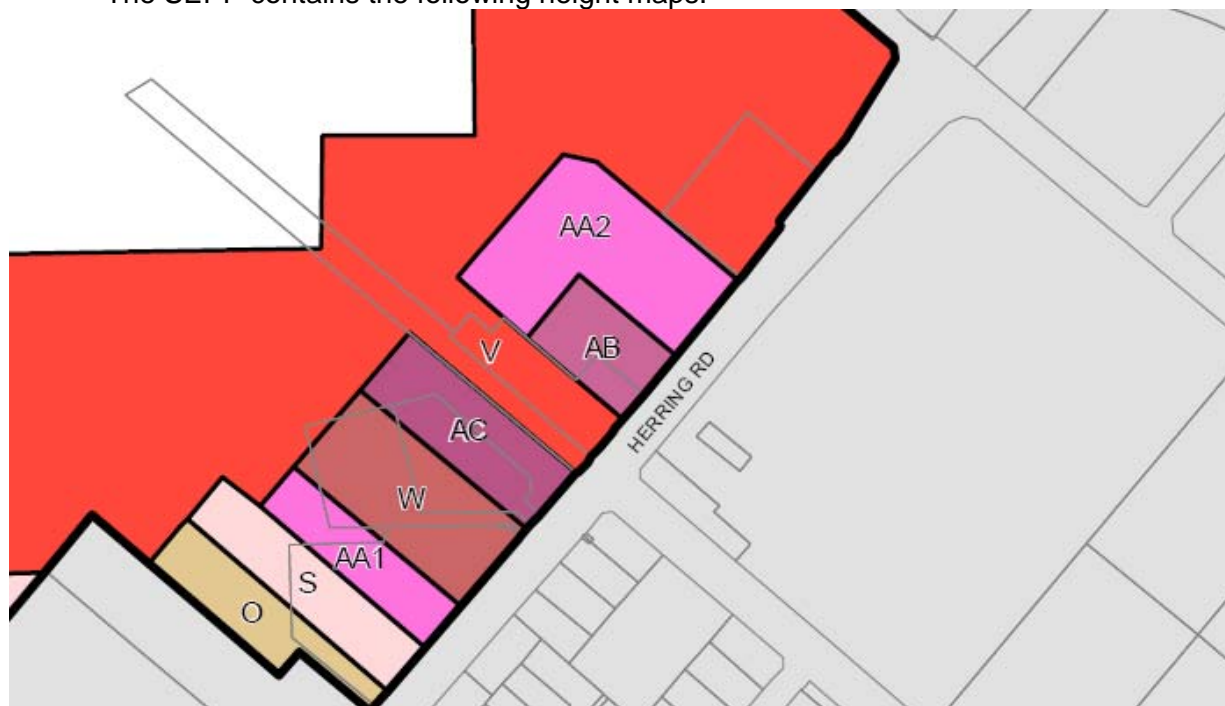 The SEPP contains the following height maps.
AA2
V
AB
HERRING RD
AC
W
AA1
S
O